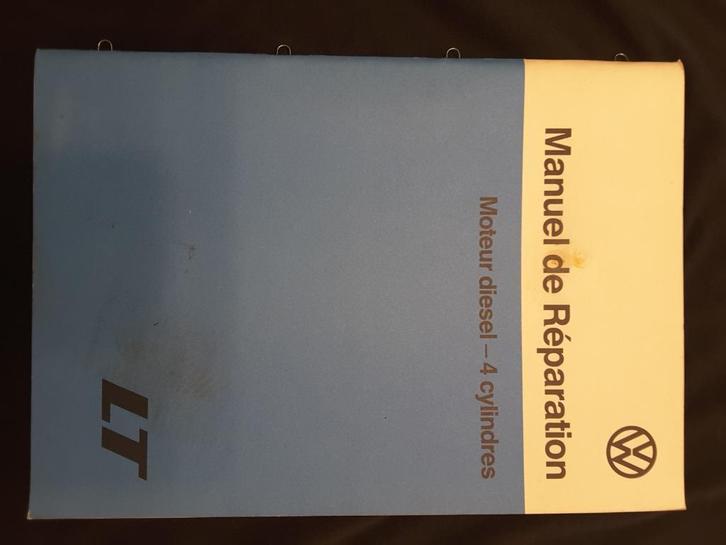 Manuel de Réparation
Moteur diesel – 4 cylindres
LT